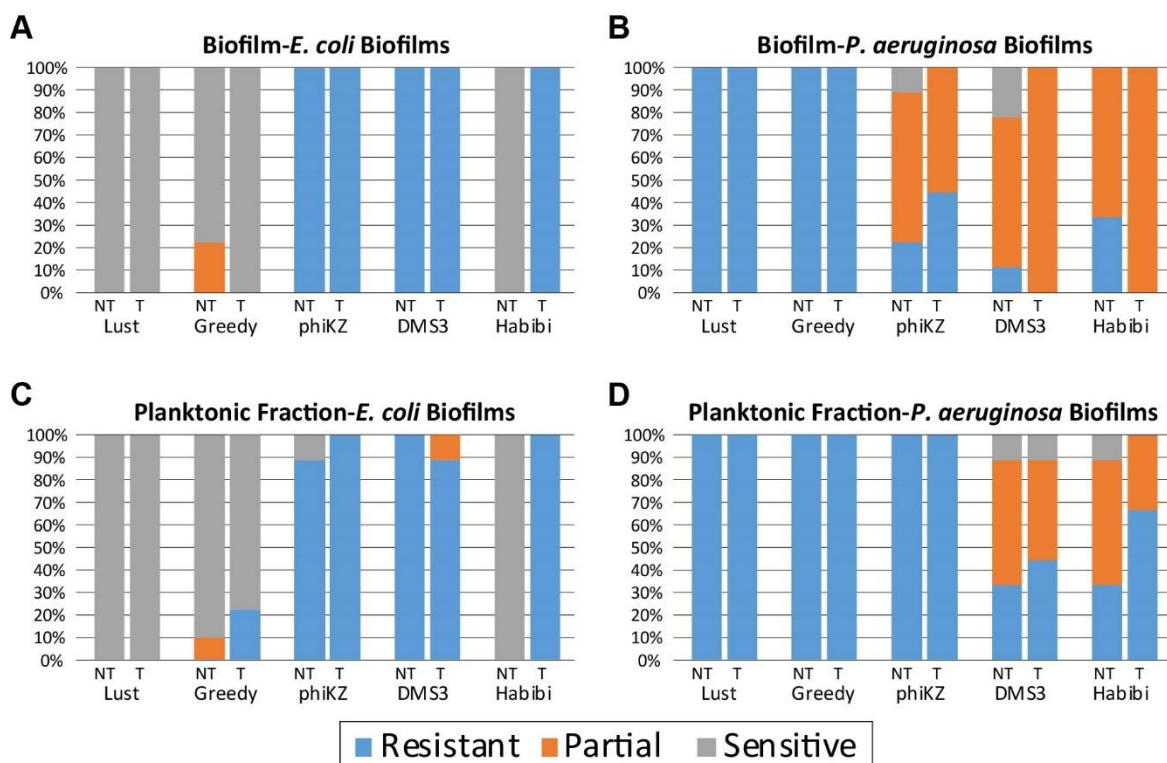 A
Biofilm-E. coli Biofilms
100%
90%
80%
70%
60%
50%
40%
30%
20%
10%
0%
NT T NT T NT T NT T NT T
Lust Greedy phiKZ DMS3 Habibi
B
Biofilm-P. aeruginosa Biofilms
100%
90%
80%
70%
60%
50%
40%
30%
20%
10%
0%
NT T NT T NT T NT T NT T
Lust Greedy phiKZ DMS3 Habibi
C
Planktonic Fraction-E. coli Biofilms
100%
90%
80%
70%
60%
50%
40%
30%
20%
10%
0%
NT T NT T NT T NT T NT T
Lust Greedy phiKZ DMS3 Habibi
D
Planktonic Fraction-P. aeruginosa Biofilms
100%
90%
80%
70%
60%
50%
40%
30%
20%
10%
0%
NT T NT T NT T NT T NT T
Lust Greedy phiKZ DMS3 Habibi
Resistant Partial Sensitive